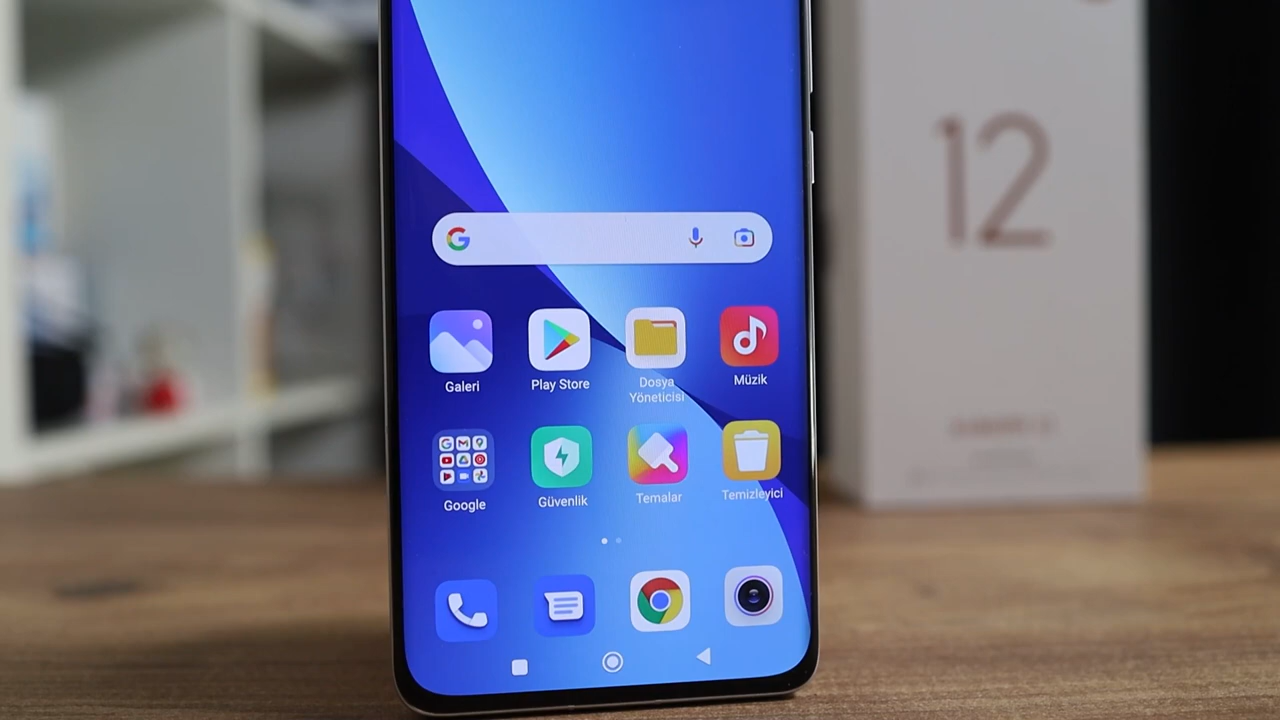 12
Galeri
Play Store
Dosya
Yöneticisi
Müzik
Google
Güvenlik
Temalar
Temizleyici